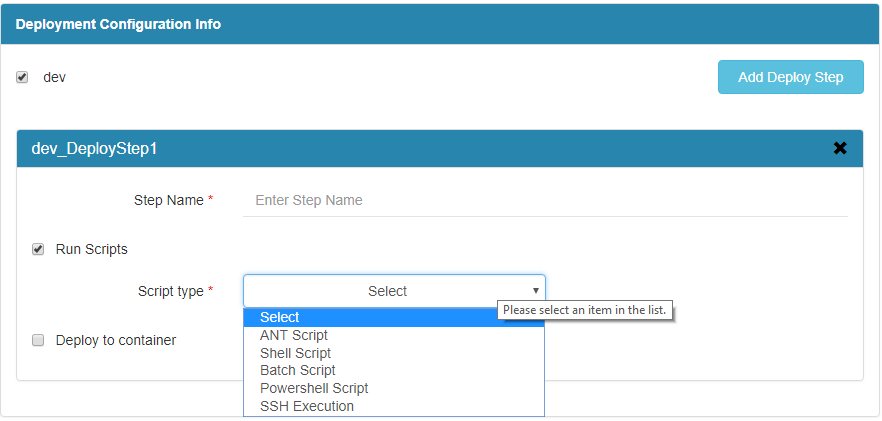 Deployment Configuration Info
dev
Add Deploy Step
dev_DeployStep1
Step Name *
Enter Step Name
Run Scripts
Script type *
Select
Please select an item in the list.
Select
ANT Script
Deploy to container
Shell Script
Batch Script
Powershell Script
SSH Execution